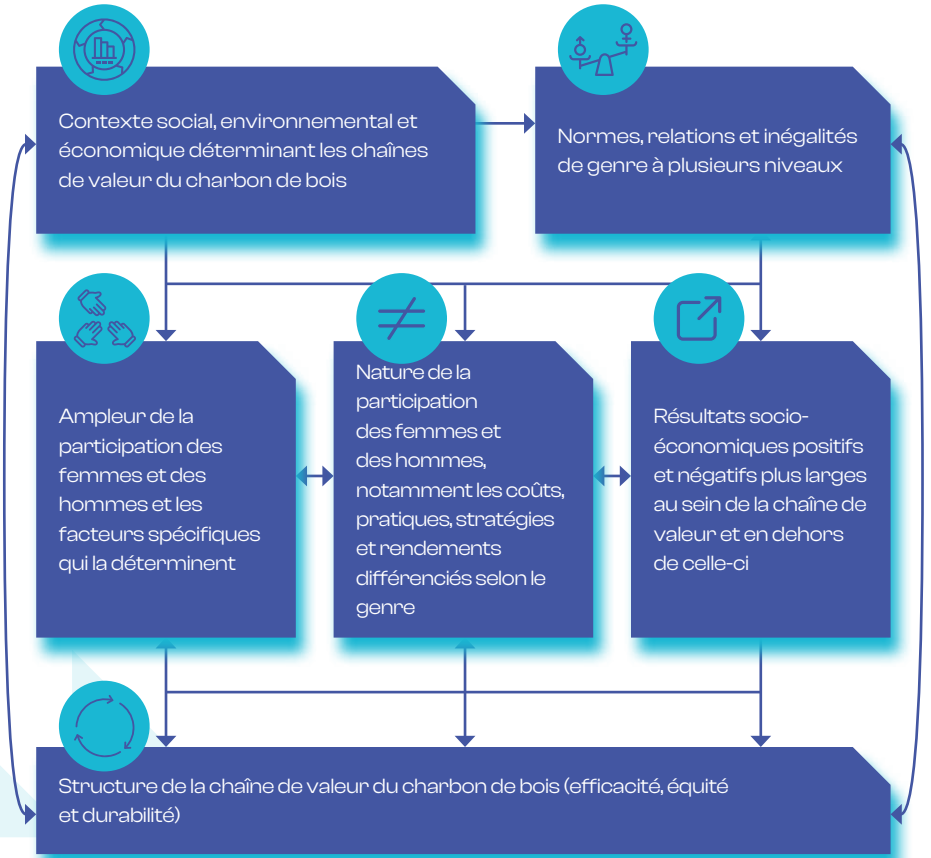 Contexte social, environnemental et
économique déterminant les chaînes
de valeur du charbon de bois
Normes, relations et inégalités
de genre à plusieurs niveaux
Ampleur de la
participation des
femmes et des
hommes et les
facteurs spécifiques
qui la déterminent
Nature de la
participation
des femmes et
des hommes,
notamment les coûts,
pratiques, stratégies
et rendements
différenciés selon le
genre
Résultats socio-
économiques positifs
et négatifs plus larges
au sein de la chaîne de
valeur et en dehors
de celle-ci
Structure de la chaîne de valeur du charbon de bois (efficacité, équité
et durabilité)